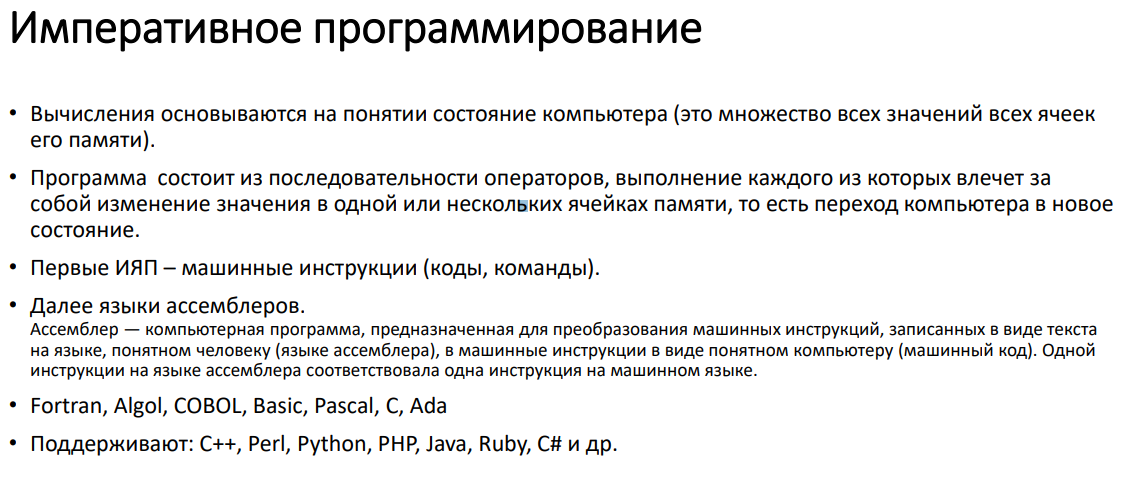 Императивное программирование
• Вычисления основываются на понятии состояние компьютера (это множество всех значений всех ячеек
его памяти).
• Программа  состоит из последовательности операторов, выполнение каждого из которых влечет за
собой изменение значения в одной или нескольких ячейках памяти, то есть переход компьютера в новое
состояние.
• Первые ИЯП – машинные инструкции (коды, команды).
• Далее языки ассемблеров.
Ассемблер — компьютерная программа, предназначенная для преобразования машинных инструкций, записанных в виде текста
на языке, понятном человеку (языке ассемблера), в машинные инструкции в виде понятном компьютеру (машинный код). Одной
инструкции на языке ассемблера соответствовала одна инструкция на машинном языке.
• Fortran, Algol, COBOL, Basic, Pascal, C, Ada
• Поддерживают: C++, Perl, Python, PHP, Java, Ruby, C# и др.